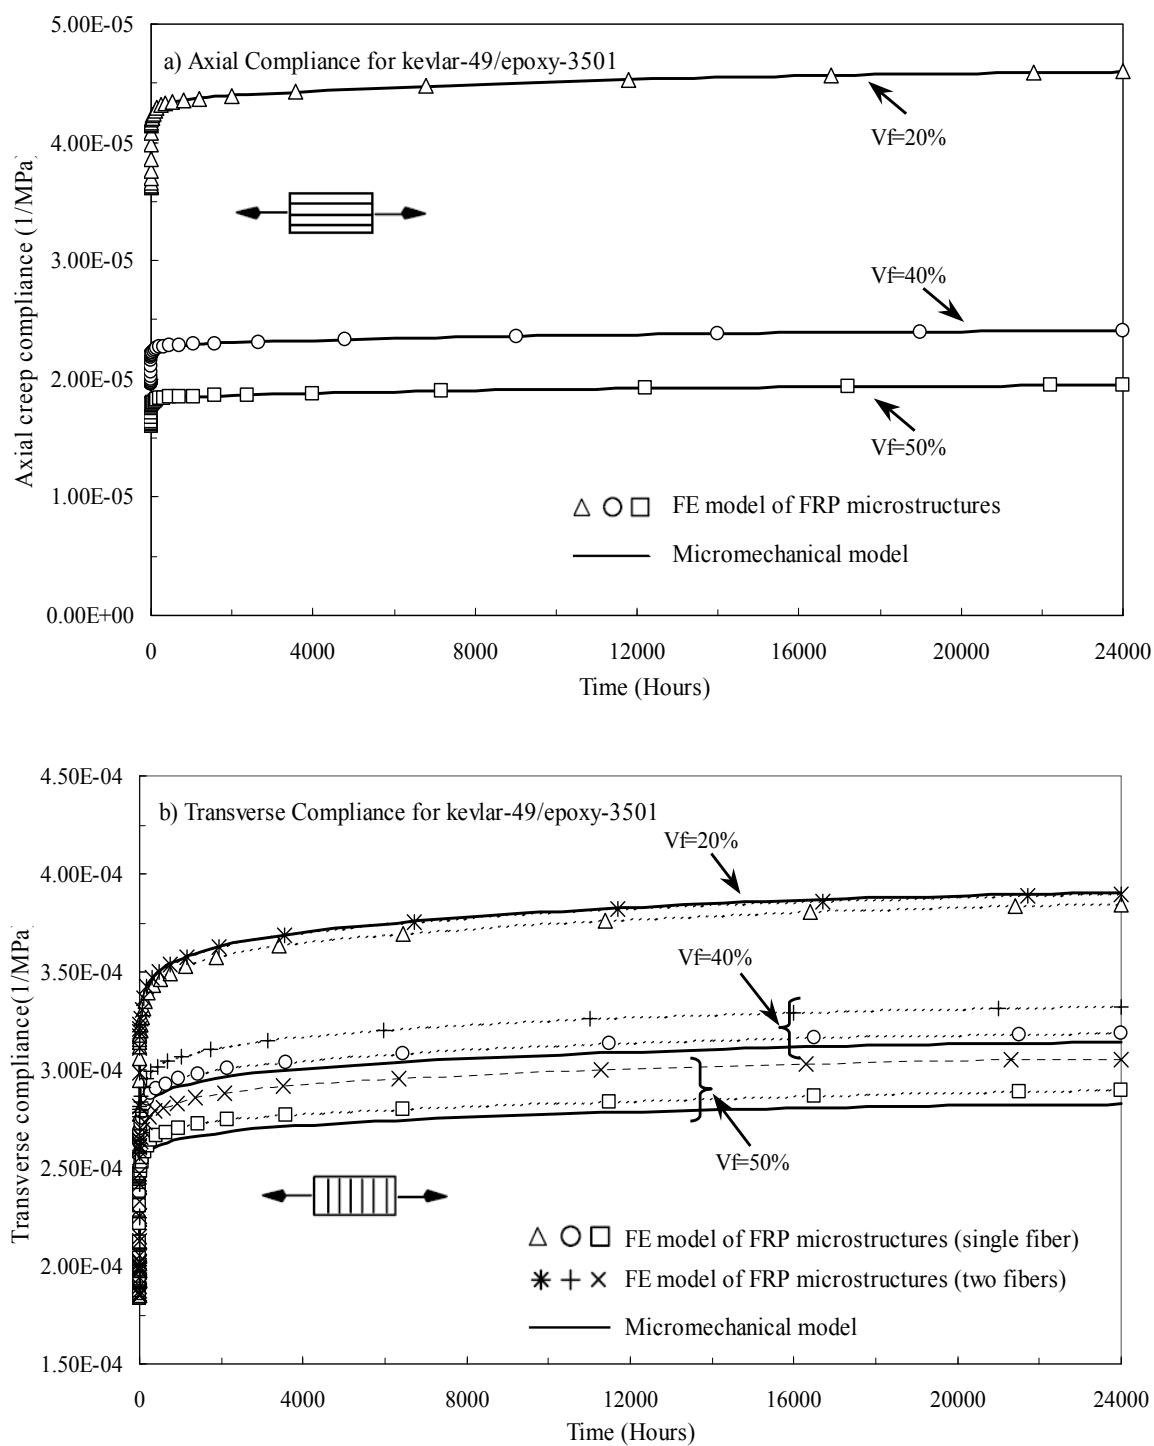 a) Axial Compliance for kevlar-49/epoxy-3501
Axial creep compliance (1/MPa)
5.00E-05
4.00E-05
3.00E-05
2.00E-05
1.00E-05
0.00E+00
Vf=20%
Vf=40%
Vf=50%
FE model of FRP microstructures
Micromechanical model
0 4000 8000 12000 16000 20000 24000
Time (Hours)
b) Transverse Compliance for kevlar-49/epoxy-3501
Transverse compliance(1/MPa
4.50E-04
4.00E-04
3.50E-04
3.00E-04
2.50E-04
2.00E-04
1.50E-04
Vf=20%
Vf=40%
Vf=50%
FE model of FRP microstructures (single fiber)
FE model of FRP microstructures (two fibers)
Micromechanical model
0 4000 8000 12000 16000 20000 24000
Time (Hours)